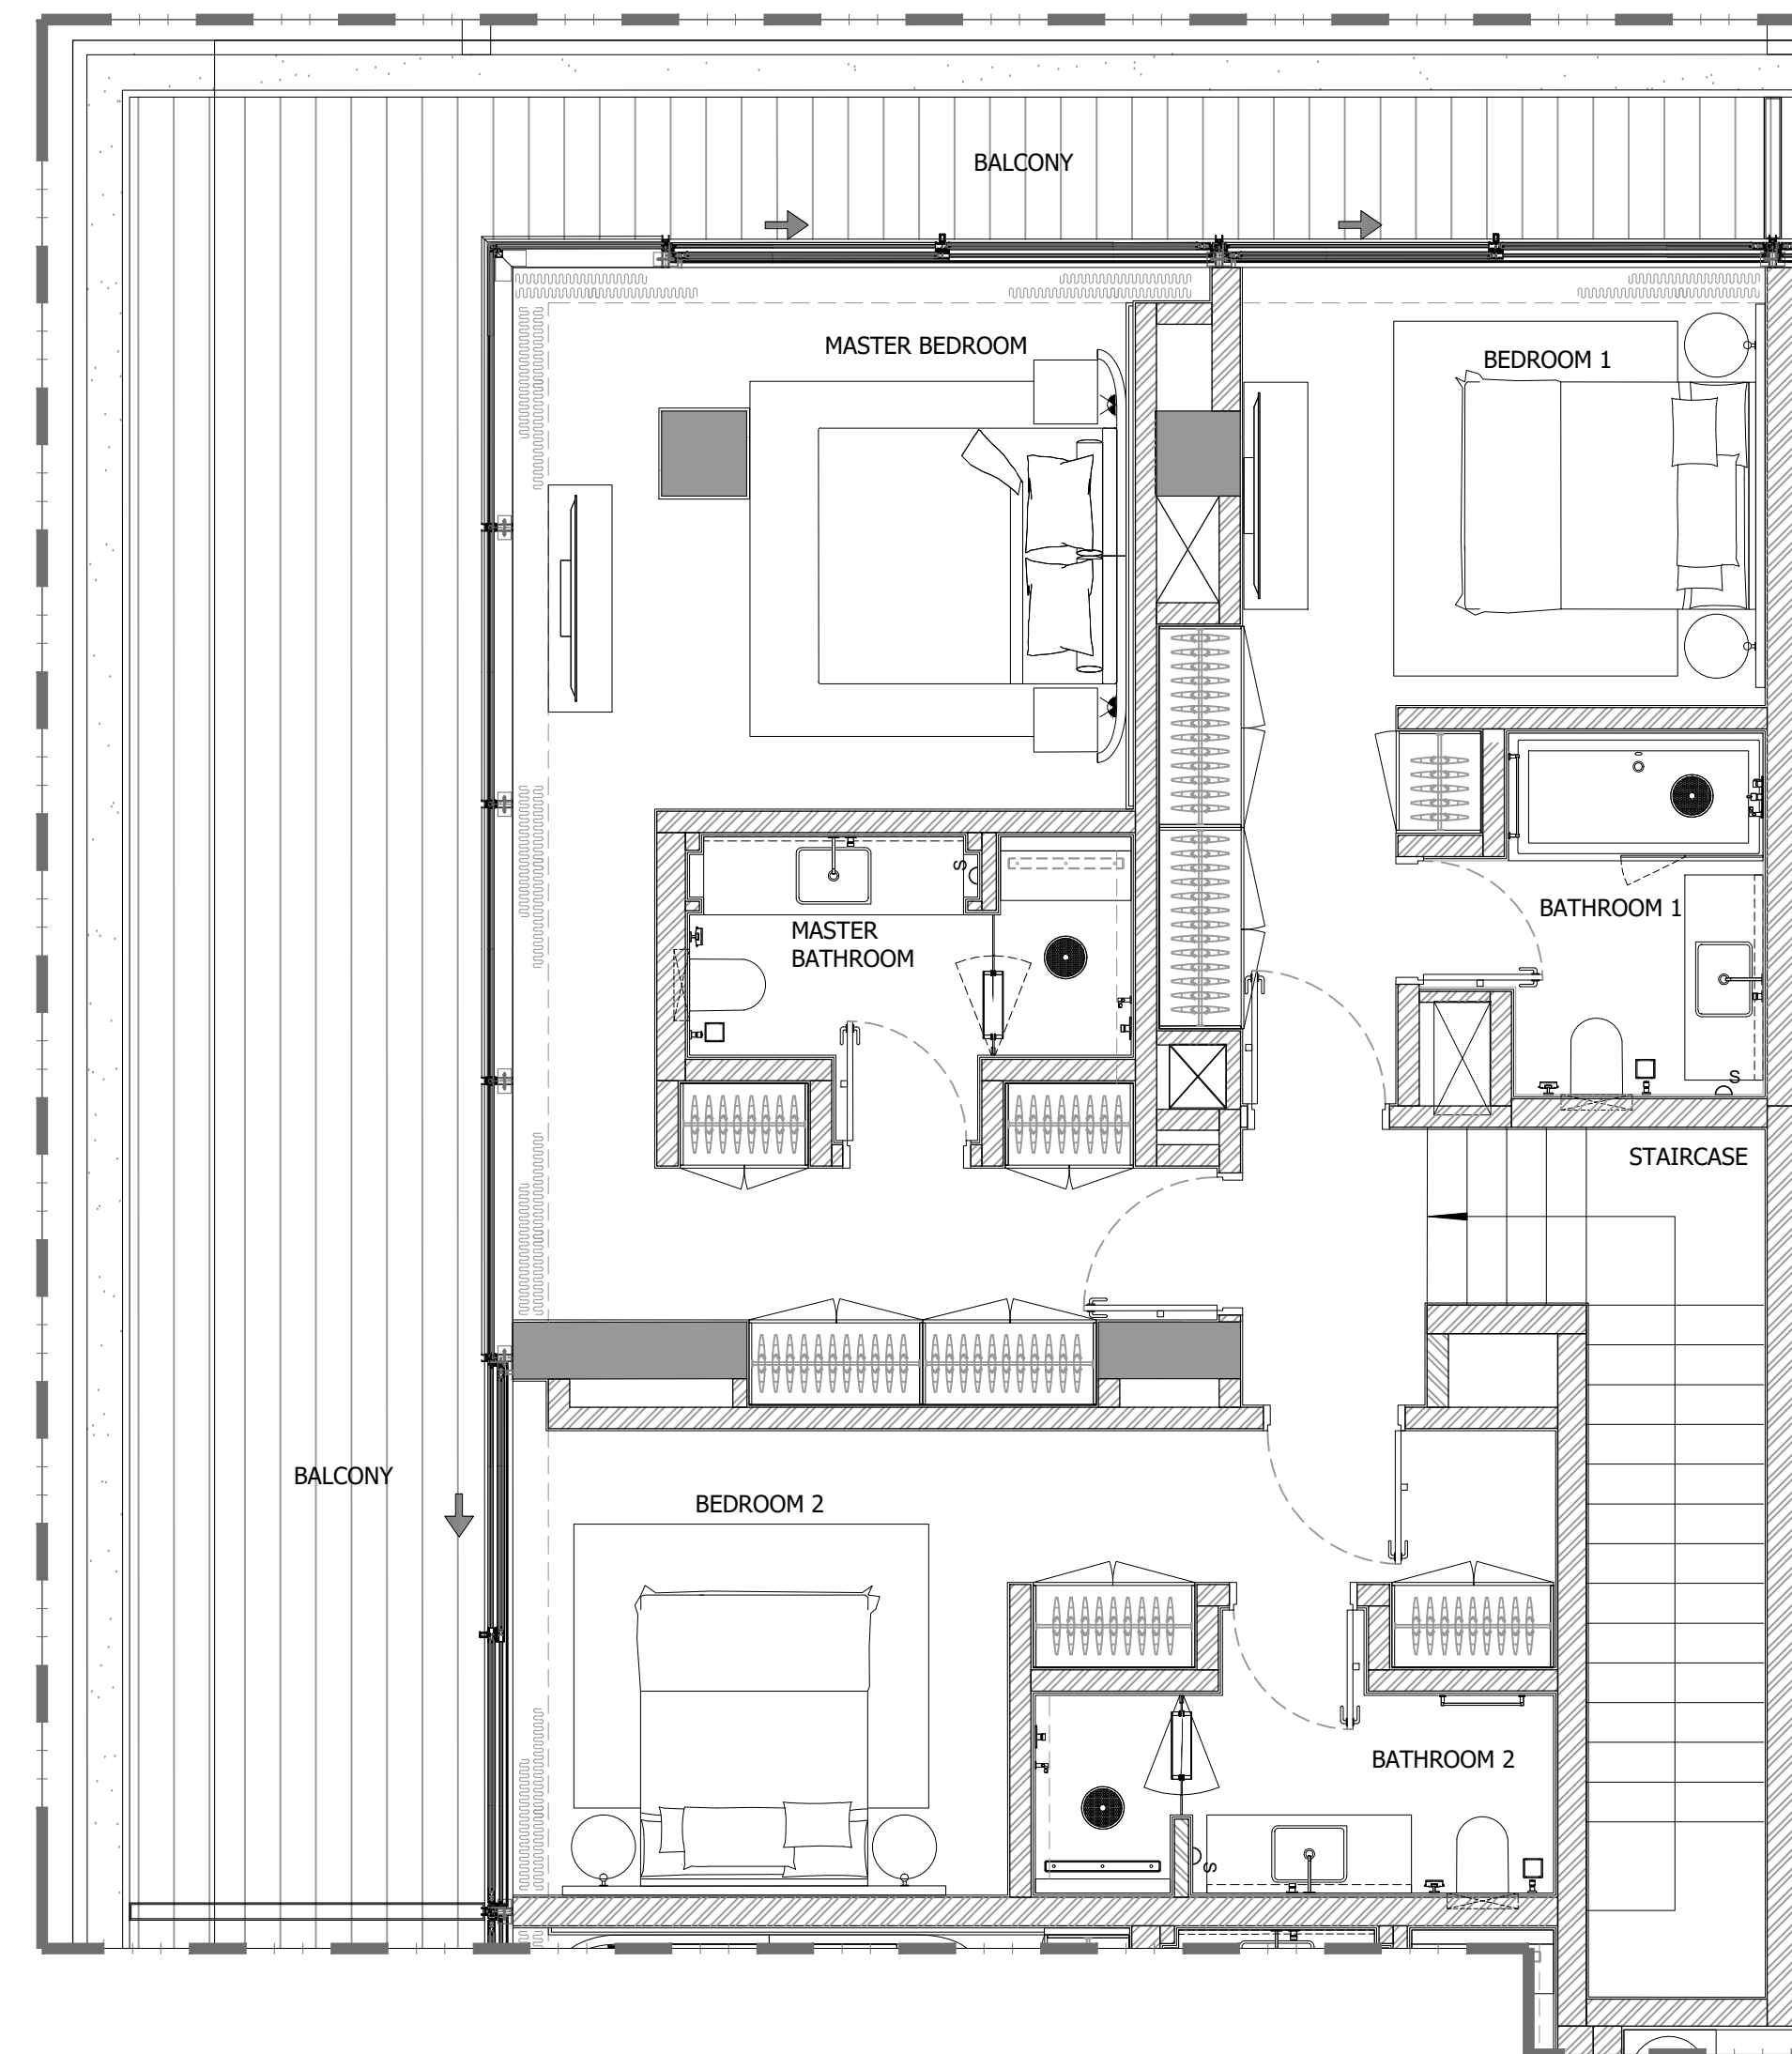 BALCONY
MASTER BEDROOM
BEDROOM 1
S
MASTER
BATHROOM
BATHROOM 1
S
STAIRCASE
BALCONY
BEDROOM 2
BATHROOM 2
S